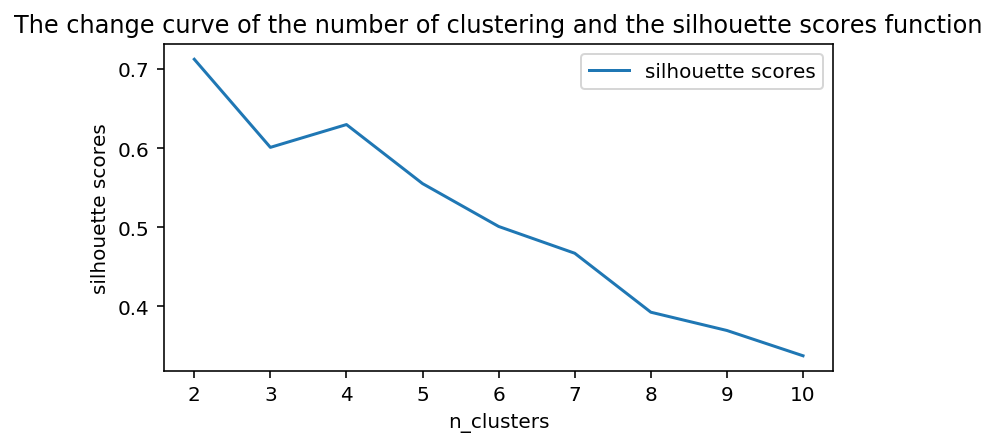 The change curve of the number of clustering and the silhouette scores function
silhouette scores
0.7
0.6
0.5
0.4
silhouette scores
2 3 4 5 6 7 8 9 10
n_clusters